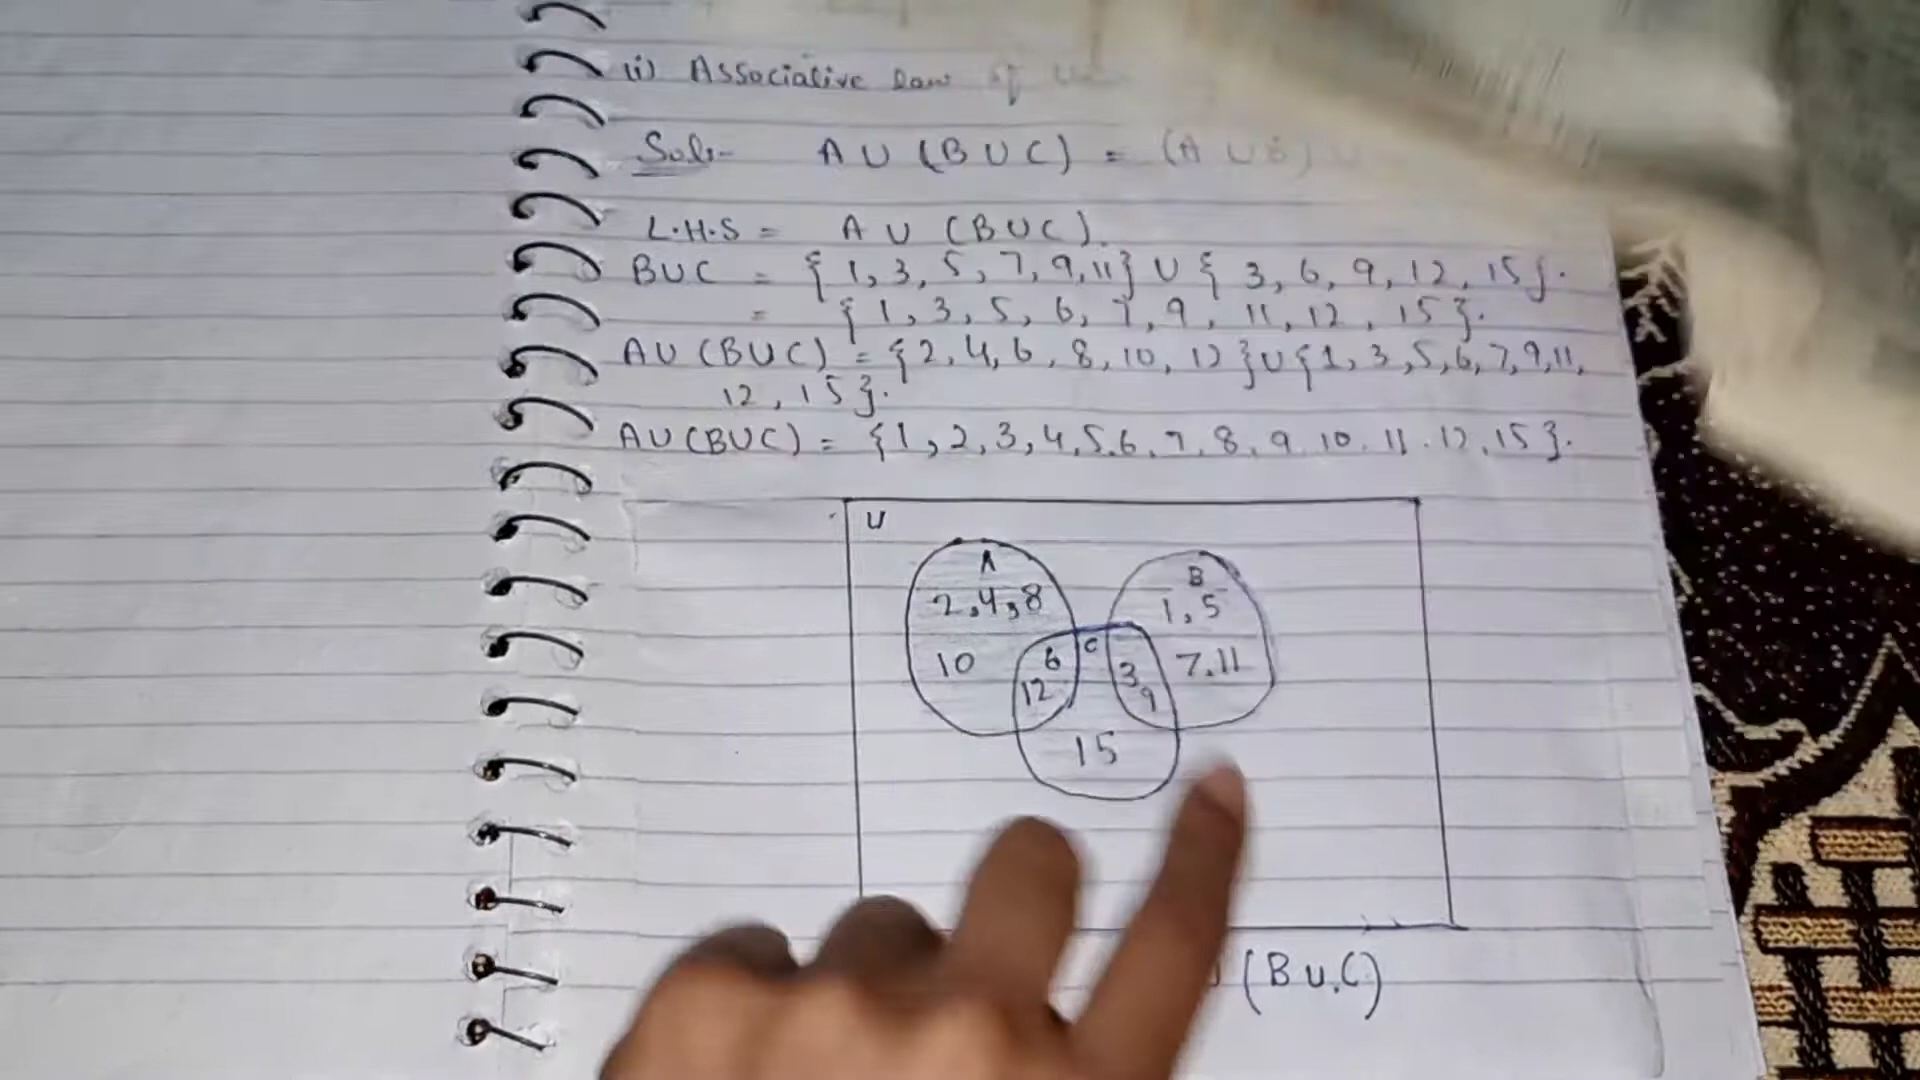 (i) Associative law of
Sol:- A U (B U C) = (A U B) U
L.H.S = A U (B U C).
B U C = { 1, 3, 5, 7, 9, 11} U { 3, 6, 9, 12, 15}.
= { 1, 3, 5, 6, 7, 9, 11, 12, 15}.
A U (B U C) = {2, 4, 6, 8, 10, 12} U {1, 3, 5, 6, 7, 9, 11,
12, 15}.
A U (B U C) = {1, 2, 3, 4, 5, 6, 7, 8, 9, 10, 11, 12, 15}.
U
A
B
2, 4, 8
1, 5
C
10
6
3
7, 11
12
9
15
(B U C)